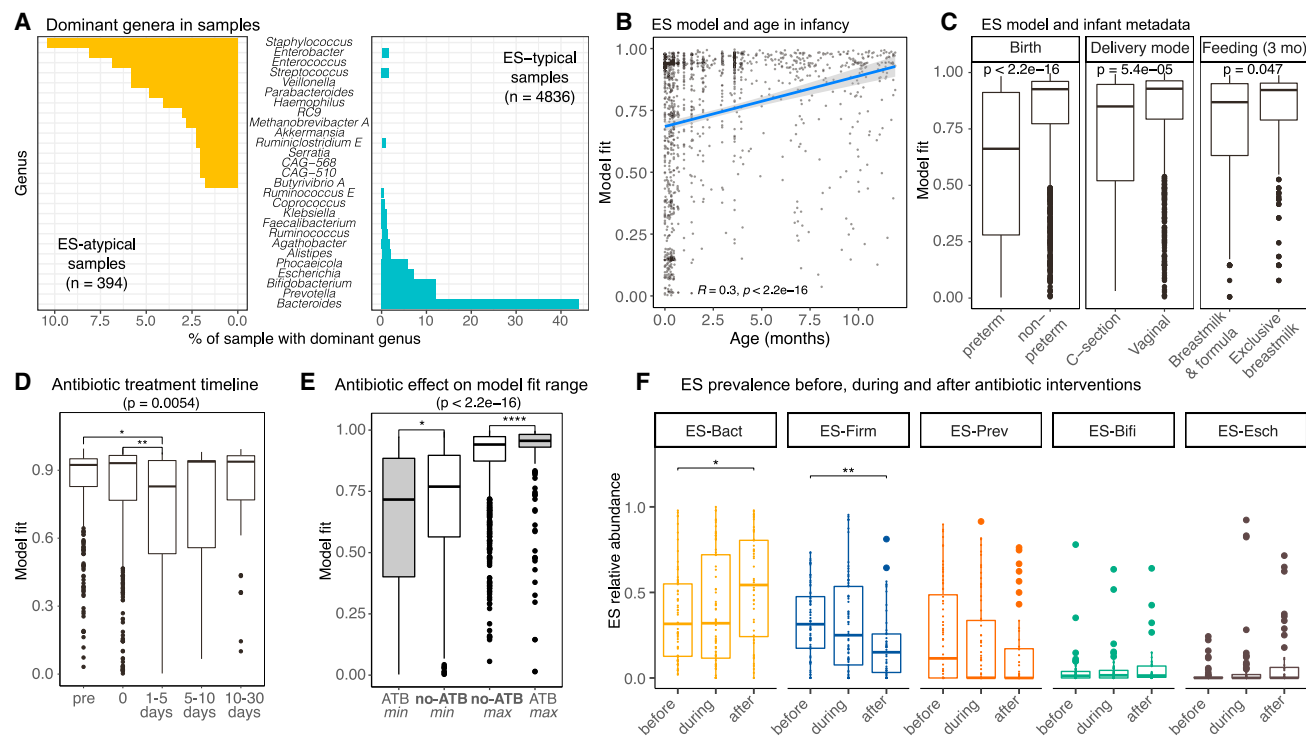 A Dominant genera in samples
Genus
Staphylococcus
Enterobacter
Enterococcus
Streptococcus
Veillonella
Parabacteroides
Haemophilus
RC9
Methanobrevibacter A
Akkermansia
Ruminiclostridium E
Serratia
CAG−568
CAG−510
Butyrivibrio A
Ruminococcus E
Coprococcus
Klebsiella
Faecalibacterium
Ruminococcus
Agathobacter
Alistipes
Phocaeicola
Escherichia
Bifidobacterium
Prevotella
Bacteroides
ES-atypical
samples
(n = 394)
ES−typical
samples
(n = 4836)
10.0 7.5 5.0 2.5 0.0
0 10 20 30 40
% of sample with dominant genus
B ES model and age in infancy
Model fit
1.00
0.75
0.50
0.25
0.00
R = 0.3, p < 2.2e−16
0.0 2.5 5.0 7.5 10.0
Age (months)
C ES model and infant metadata
Birth Delivery mode Feeding (3 mo)
p < 2.2e−16 p = 5.4e−05 p = 0.047
Model fit
1.00
0.75
0.50
0.25
0.00
preterm
non−
preterm
C−section
Vaginal
Breastmilk
& formula
Exclusive
breastmilk
D Antibiotic treatment timeline
(p = 0.0054)
* **
Model fit
0.9
0.6
0.3
0.0
pre 0 1-5 5-10 10-30
days days days
E Antibiotic effect on model fit range
(p < 2.2e−16)
* ****
Model fit
1.00
0.75
0.50
0.25
0.00
ATB no-ATB no-ATB ATB
min min max max
F ES prevalence before, during and after antibiotic interventions
ES-Bact ES-Firm ES-Prev ES-Bifi ES-Esch
* **
ES relative abundance
1.0
0.5
0.0
before during after before during after before during after before during after before during after